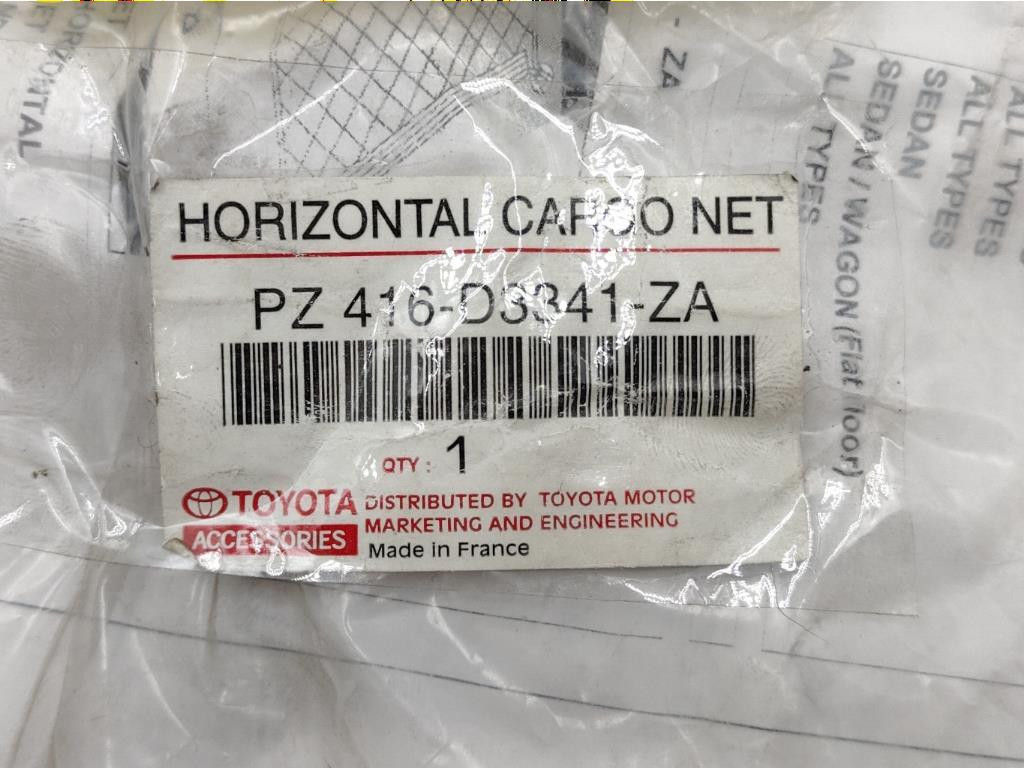 HORIZONTAL CARGO NET
PZ 416-D3341-ZA
QTY : 1
TOYOTA
ACCESSORIES
DISTRIBUTED BY TOYOTA MOTOR
MARKETING AND ENGINEERING
Made in France
- ZA
ALL TYPES
SEDAN / WAGON (Flat floor)
SEDAN
ALL TYPES
ALL TYPES
HORIZONTAL